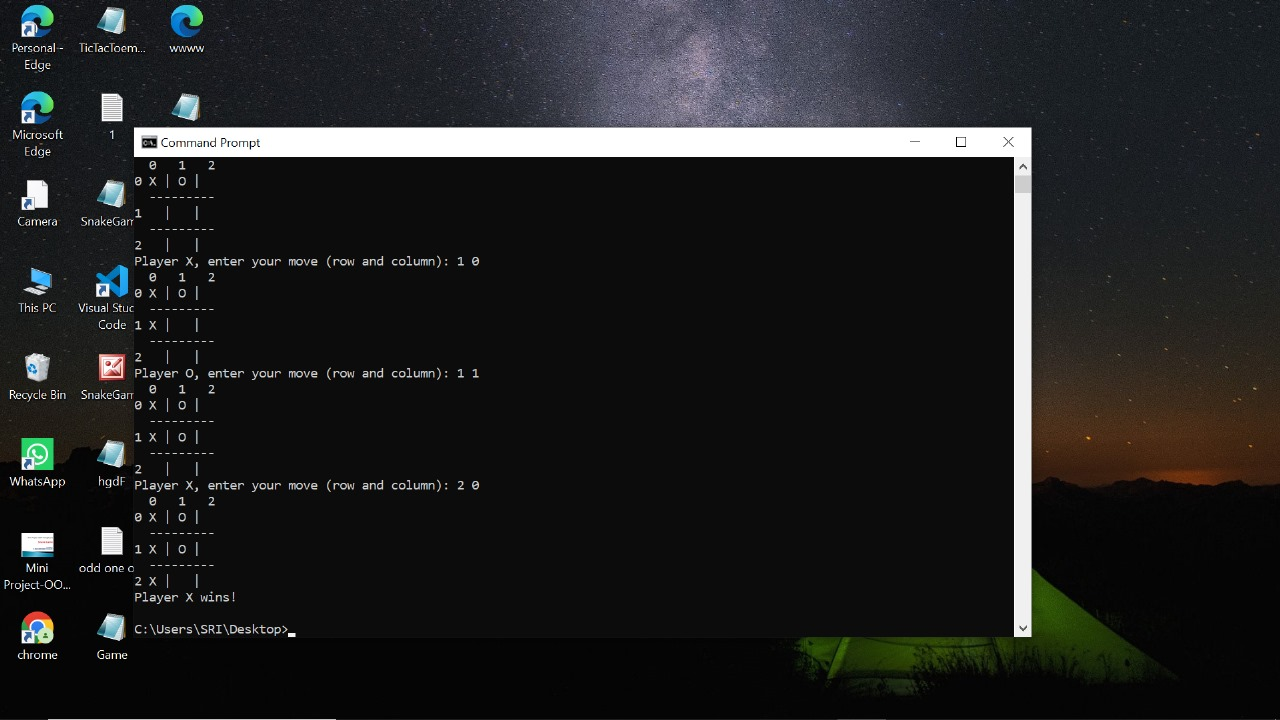 Personal - Edge
TicTacToem...
wwww
Microsoft Edge
1
Camera
SnakeGam
This PC
Visual Stud
Code
Recycle Bin
SnakeGam
WhatsApp
hgdF
Mini
Project-OO...
odd one o
chrome
Game
Command Prompt
  0   1   2
0 X | O |
  ---------
1   |   |
  ---------
2   |   |
Player X, enter your move (row and column): 1 0
  0   1   2
0 X | O |
  ---------
1 X |   |
  ---------
2   |   |
Player O, enter your move (row and column): 1 1
  0   1   2
0 X | O |
  ---------
1 X | O |
  ---------
2   |   |
Player X, enter your move (row and column): 2 0
  0   1   2
0 X | O |
  ---------
1 X | O |
  ---------
2 X |   |
Player X wins!
C:\Users\SRI\Desktop>